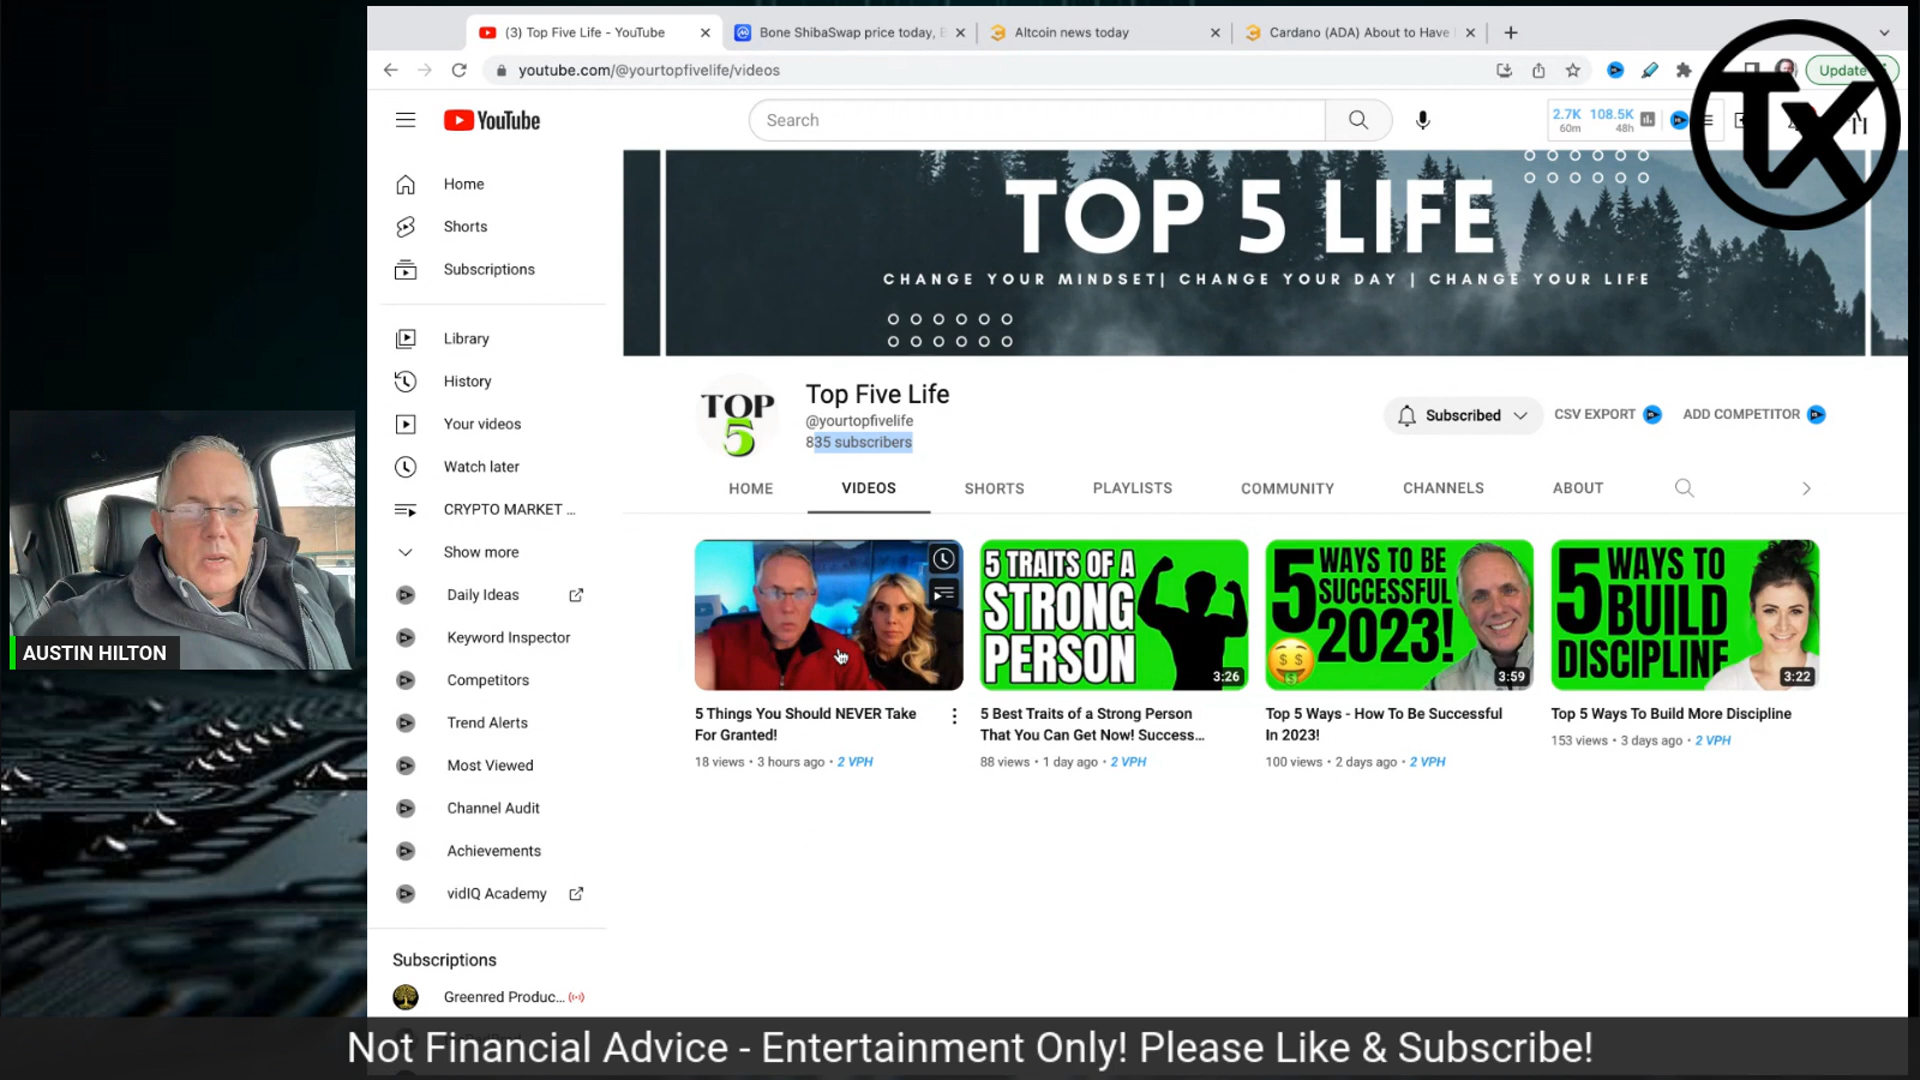 (3) Top Five Life - YouTube
Bone ShibaSwap price today,
Altcoin news today
Cardano (ADA) About to Have
youtube.com/@yourtopfivelife/videos
Update
YouTube
Search
2.7K 108.5K
60m 48h
TX
Home
Shorts
Subscriptions
Library
History
Your videos
Watch later
CRYPTO MARKET ...
Show more
Daily Ideas
Keyword Inspector
Competitors
Trend Alerts
Most Viewed
Channel Audit
Achievements
vidIQ Academy
Subscriptions
Greenred Produc...
TOP 5 LIFE
CHANGE YOUR MINDSET| CHANGE YOUR DAY | CHANGE YOUR LIFE
TOP
5
Top Five Life
@yourtopfivelife
835 subscribers
Subscribed
CSV EXPORT
ADD COMPETITOR
HOME
VIDEOS
SHORTS
PLAYLISTS
COMMUNITY
CHANNELS
ABOUT
5 TRAITS OF A
STRONG
PERSON
3:26
5 WAYS TO BE
SUCCESSFUL
2023!
3:59
5 WAYS TO
BUILD
DISCIPLINE
3:22
5 Things You Should NEVER Take
For Granted!
18 views • 3 hours ago • 2 VPH
5 Best Traits of a Strong Person
That You Can Get Now! Success...
88 views • 1 day ago • 2 VPH
Top 5 Ways - How To Be Successful
In 2023!
100 views • 2 days ago • 2 VPH
Top 5 Ways To Build More Discipline
153 views • 3 days ago • 2 VPH
AUSTIN HILTON
Not Financial Advice - Entertainment Only! Please Like & Subscribe!